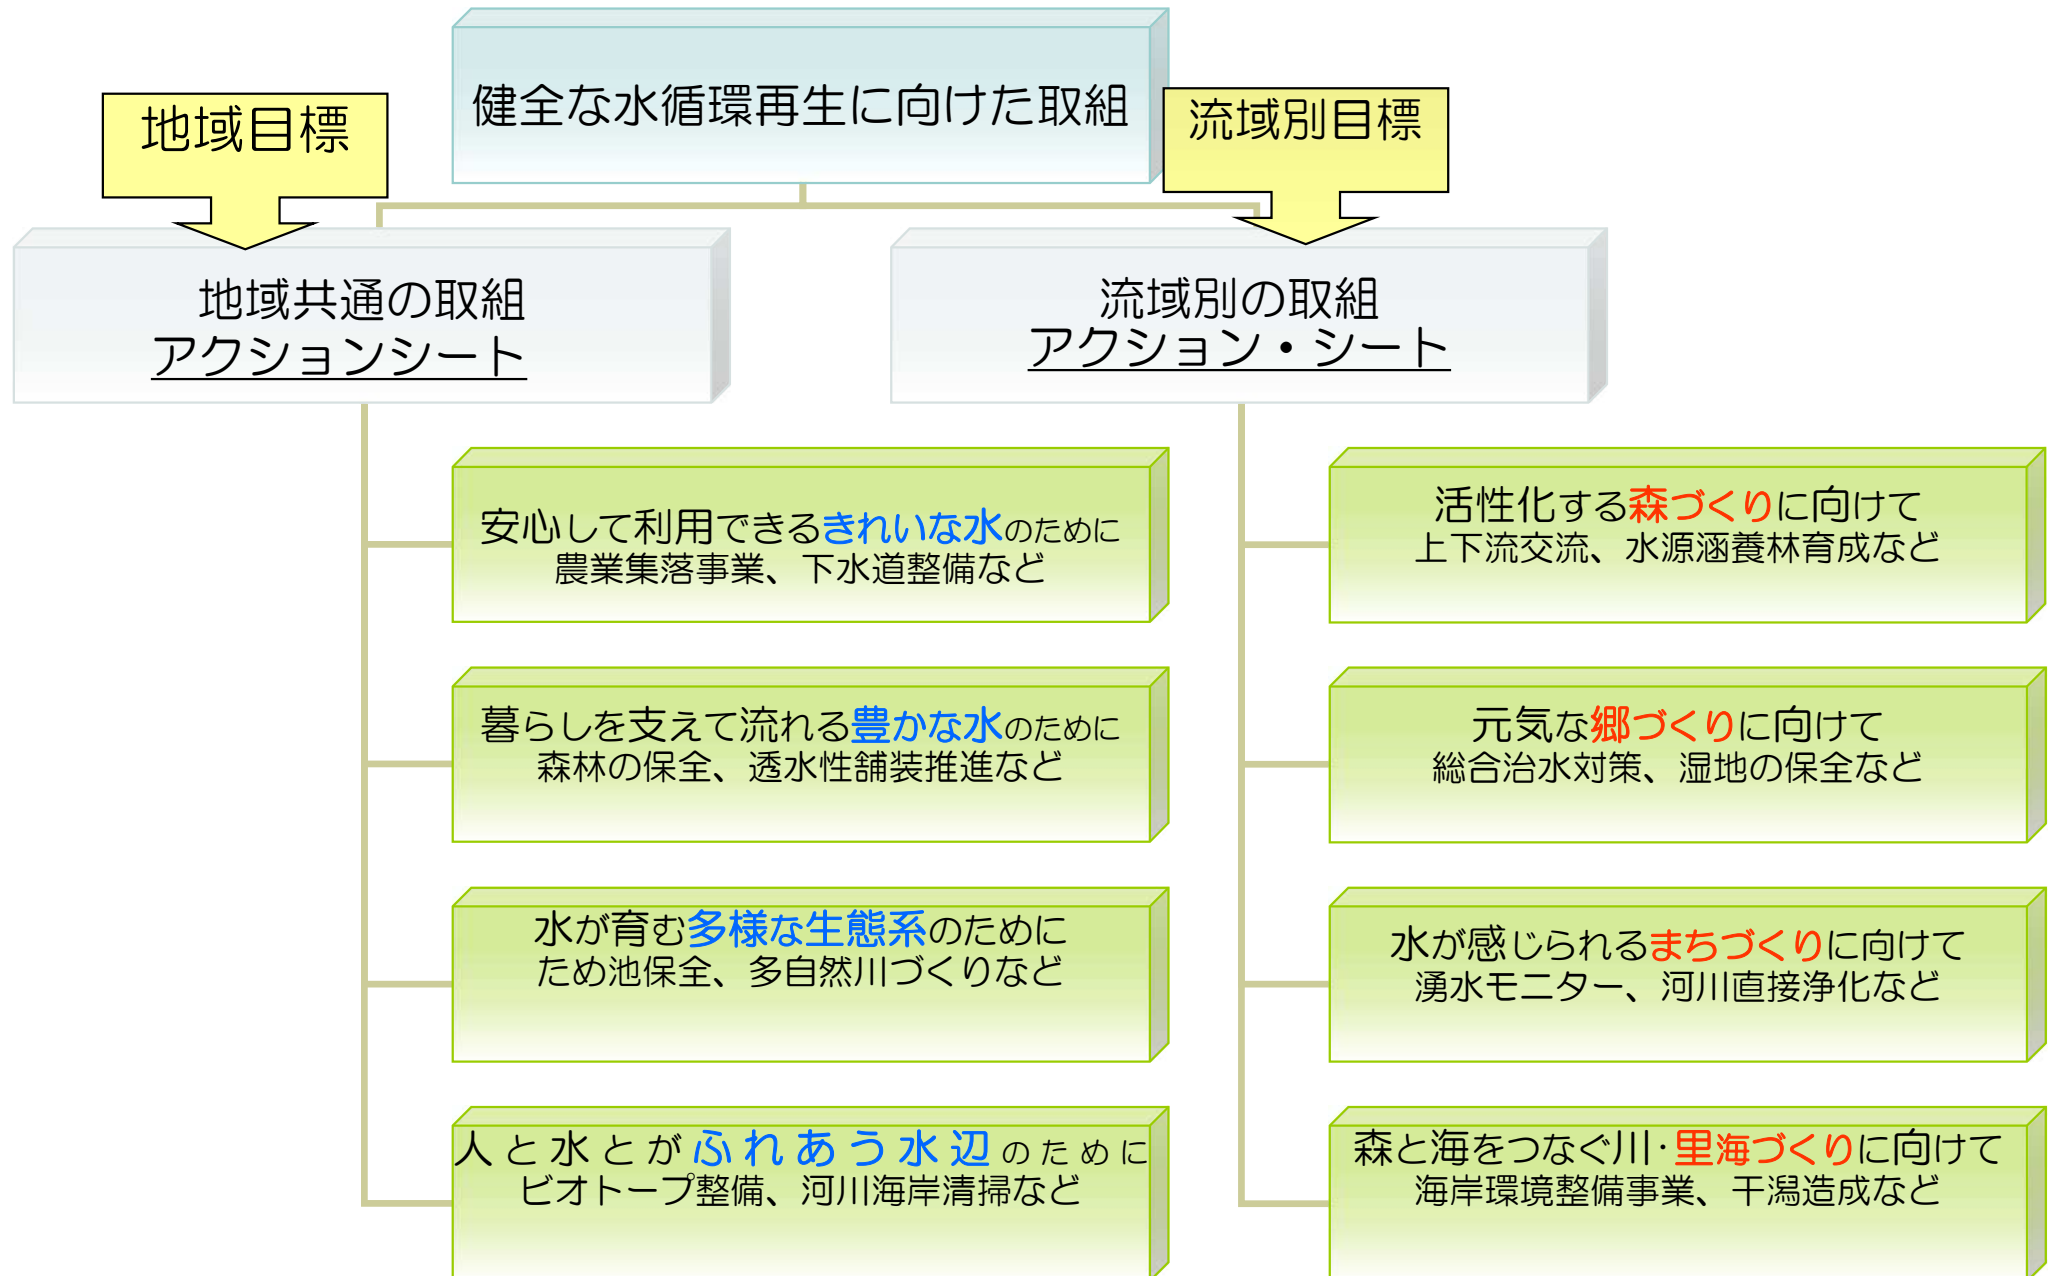 健全な水循環再生に向けた取組
地域目標
流域別目標
地域共通の取組
アクションシート
流域別の取組
アクション・シート
安心して利用できるきれいな水のために
農業集落事業、下水道整備など
暮らしを支えて流れる豊かな水のために
森林の保全、透水性舗装推進など
水が育む多様な生態系のために
ため池保全、多自然川づくりなど
人と水とがふれあう水辺のために
ビオトープ整備、河川海岸清掃など
活性化する森づくりに向けて
上下流交流、水源涵養林育成など
元気な郷づくりに向けて
総合治水対策、湿地の保全など
水が感じられるまちづくりに向けて
湧水モニター、河川直接浄化など
森と海をつなぐ川・里海づくりに向けて
海岸環境整備事業、干潟造成など